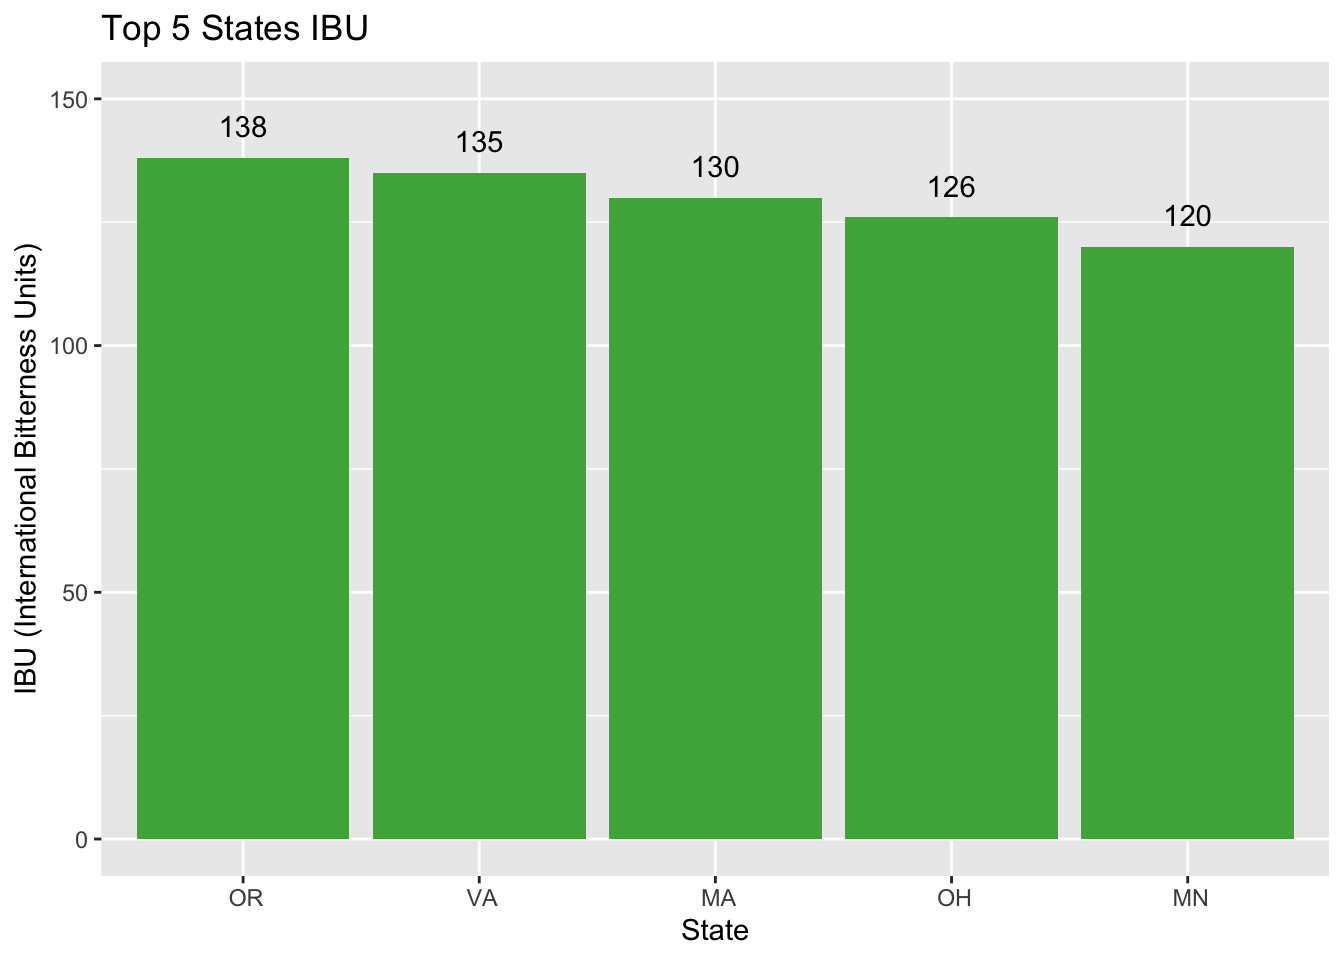 Top 5 States IBU
IBU (International Bitterness Units)
150
100
50
0
138
135
130
126
120
OR
VA
MA
OH
MN
State